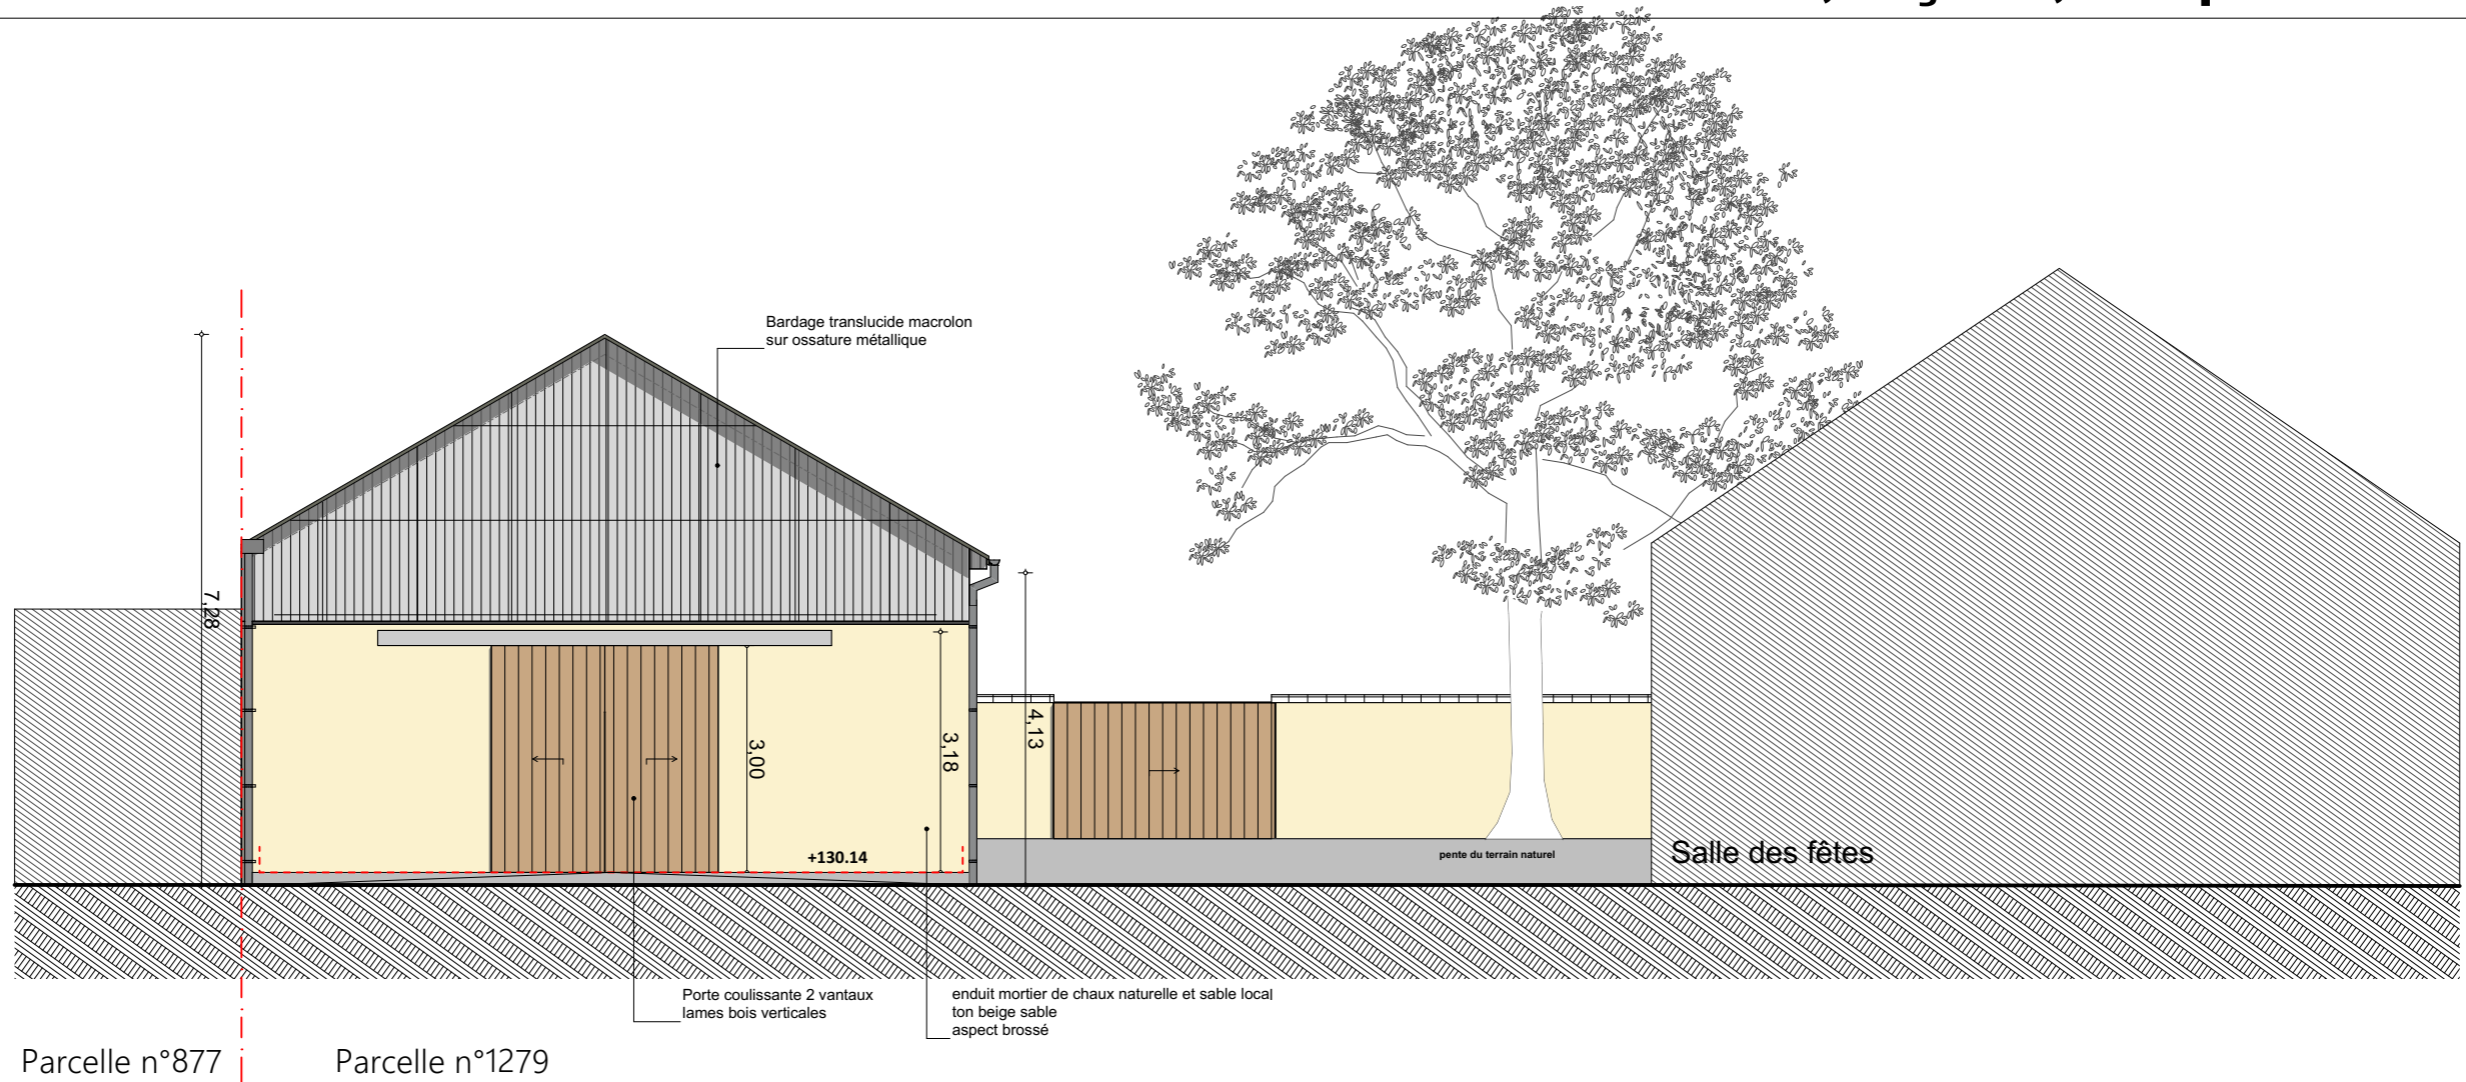 Bardage translucide macrolon
sur ossature métallique
7,28
3,00
3,18
4,13
+130.14
pente du terrain naturel
Salle des fêtes
Porte coulissante 2 vantaux
lames bois verticales
enduit mortier de chaux naturelle et sable local
ton beige sable
aspect brossé
Parcelle n°877
Parcelle n°1279